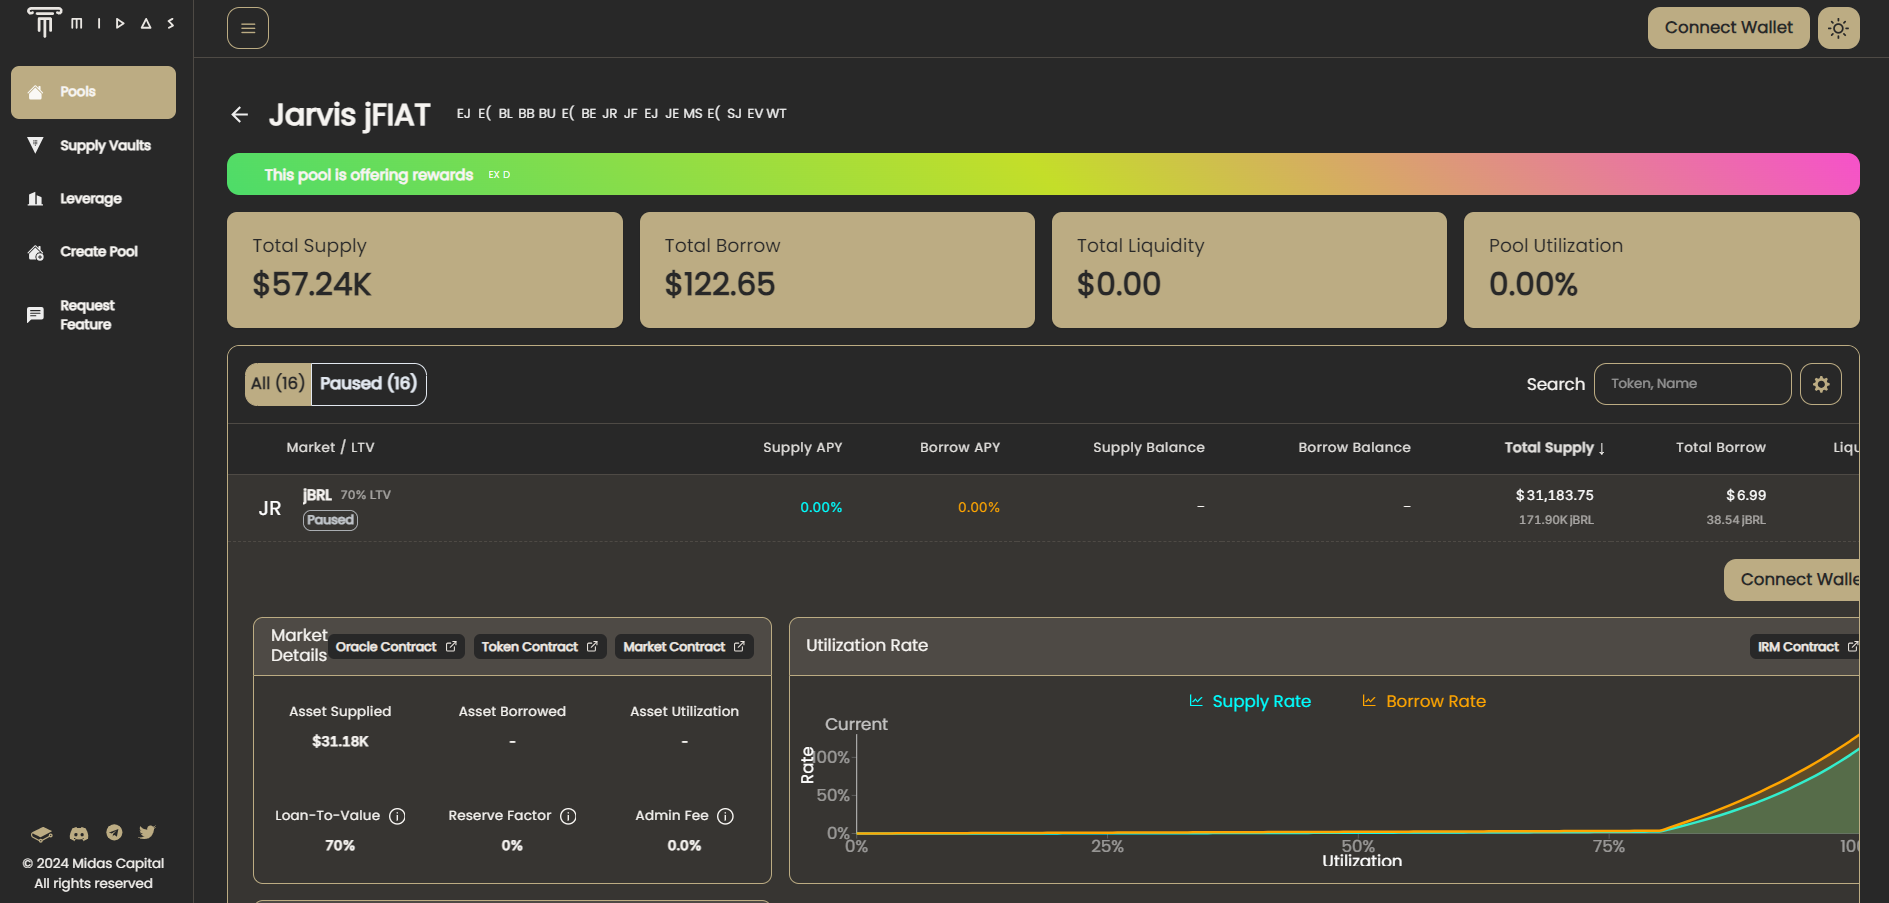 MIDAS
Connect Wallet
Pools
Supply Vaults
Leverage
Create Pool
Request
Feature
© 2024 Midas Capital
All rights reserved
Jarvis jFIAT EJ E( BL BB BU E( BE JR JF EJ JE MS E( SJ EV WT
This pool is offering rewards EX D
Total Supply
$57.24K
Total Borrow
$122.65
Total Liquidity
$0.00
Pool Utilization
0.00%
All (16) Paused (16) Search Token, Name
Market / LTV Supply APY Borrow APY Supply Balance Borrow Balance Total Supply ↓ Total Borrow Liqu
JR jBRL 70% LTV 0.00% 0.00% - - $31,183.75 $6.99
Paused 171.90K jBRL 38.54 jBRL
Connect Walle
Market
Details Oracle Contract Token Contract Market Contract
Asset Supplied Asset Borrowed Asset Utilization
$31.18K - -
Loan-To-Value Reserve Factor Admin Fee
70% 0% 0.0%
Utilization Rate IRM Contract
Supply Rate Borrow Rate
Current
Rate
100%
50%
0%
0% 25% 50% 75% 100
Utilization